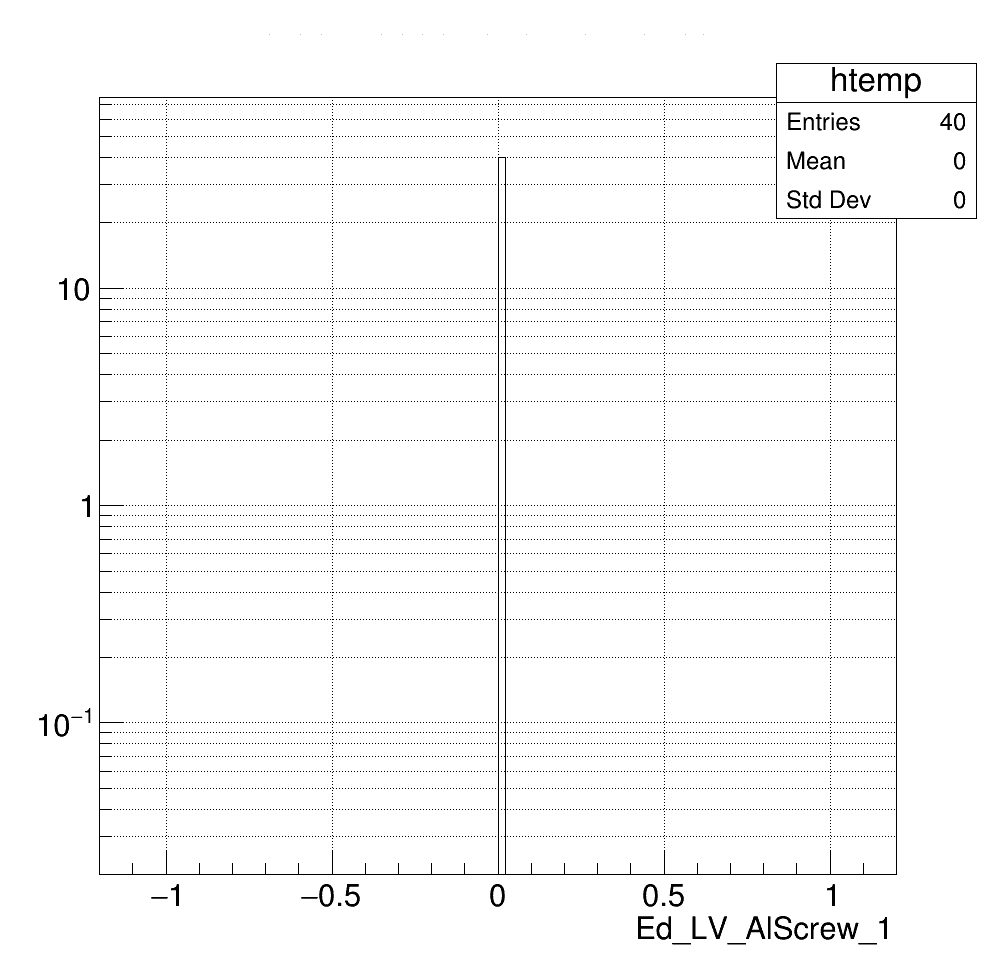 htemp
Entries 40
Mean 0
Std Dev 0
10
1
10⁻¹
−1 −0.5 0 0.5 1
Ed_LV_AlScrew_1